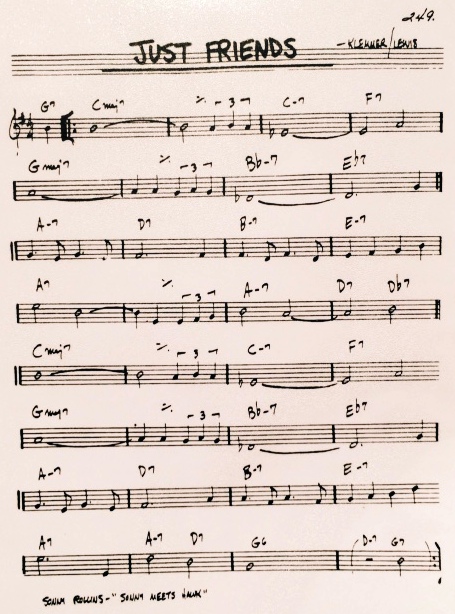 249.
JUST FRIENDS
- KLEMMER/LEWIS
G7 Cmaj7 ٪ 3 C-7 F7
Gmaj7 ٪ 3 Bb-7 Eb7
A-7 D7 B-7 E-7
A7 ٪ 3 A-7 D7 Db7
Cmaj7 ٪ 3 C-7 F7
Gmaj7 ٪ 3 Bb-7 Eb7
A-7 D7 B-7 E-7
A7 A-7 D7 G6 (D-7 G7)
SONNY ROLLINS - "SONNY MEETS HAWK"